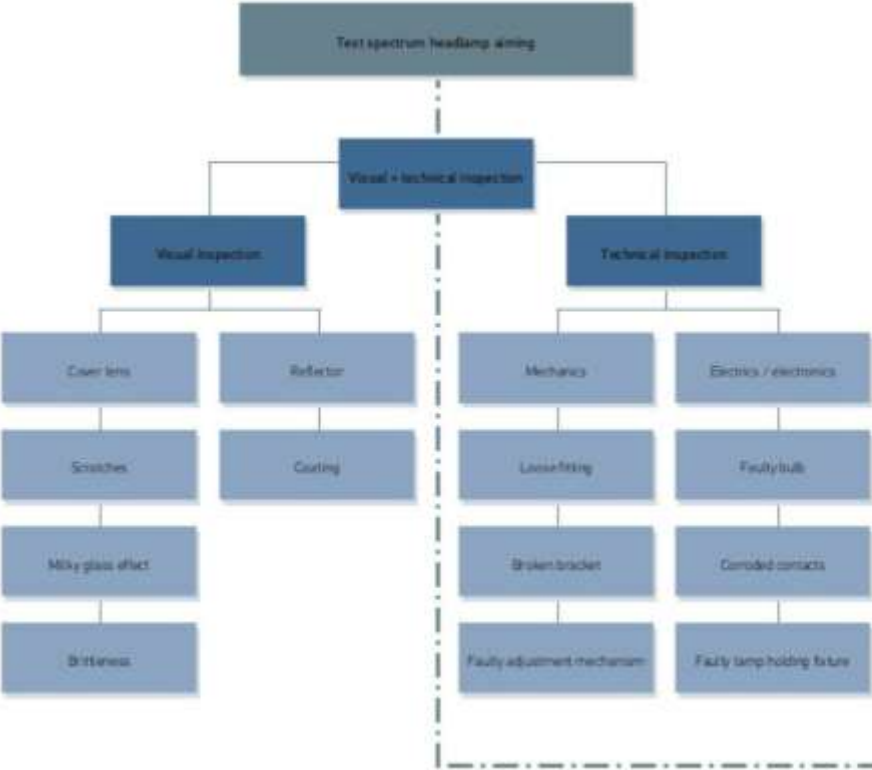 Test spectrum headlamp aiming
Visual + technical inspection
Visual inspection
Technical inspection
Cover lens
Reflector
Mechanics
Electrics / electronics
Scratches
Coating
Loose fitting
Faulty bulb
Milky glass effect
Broken bracket
Corroded contacts
Brittleness
Faulty adjustment mechanism
Faulty lamp holding fixture